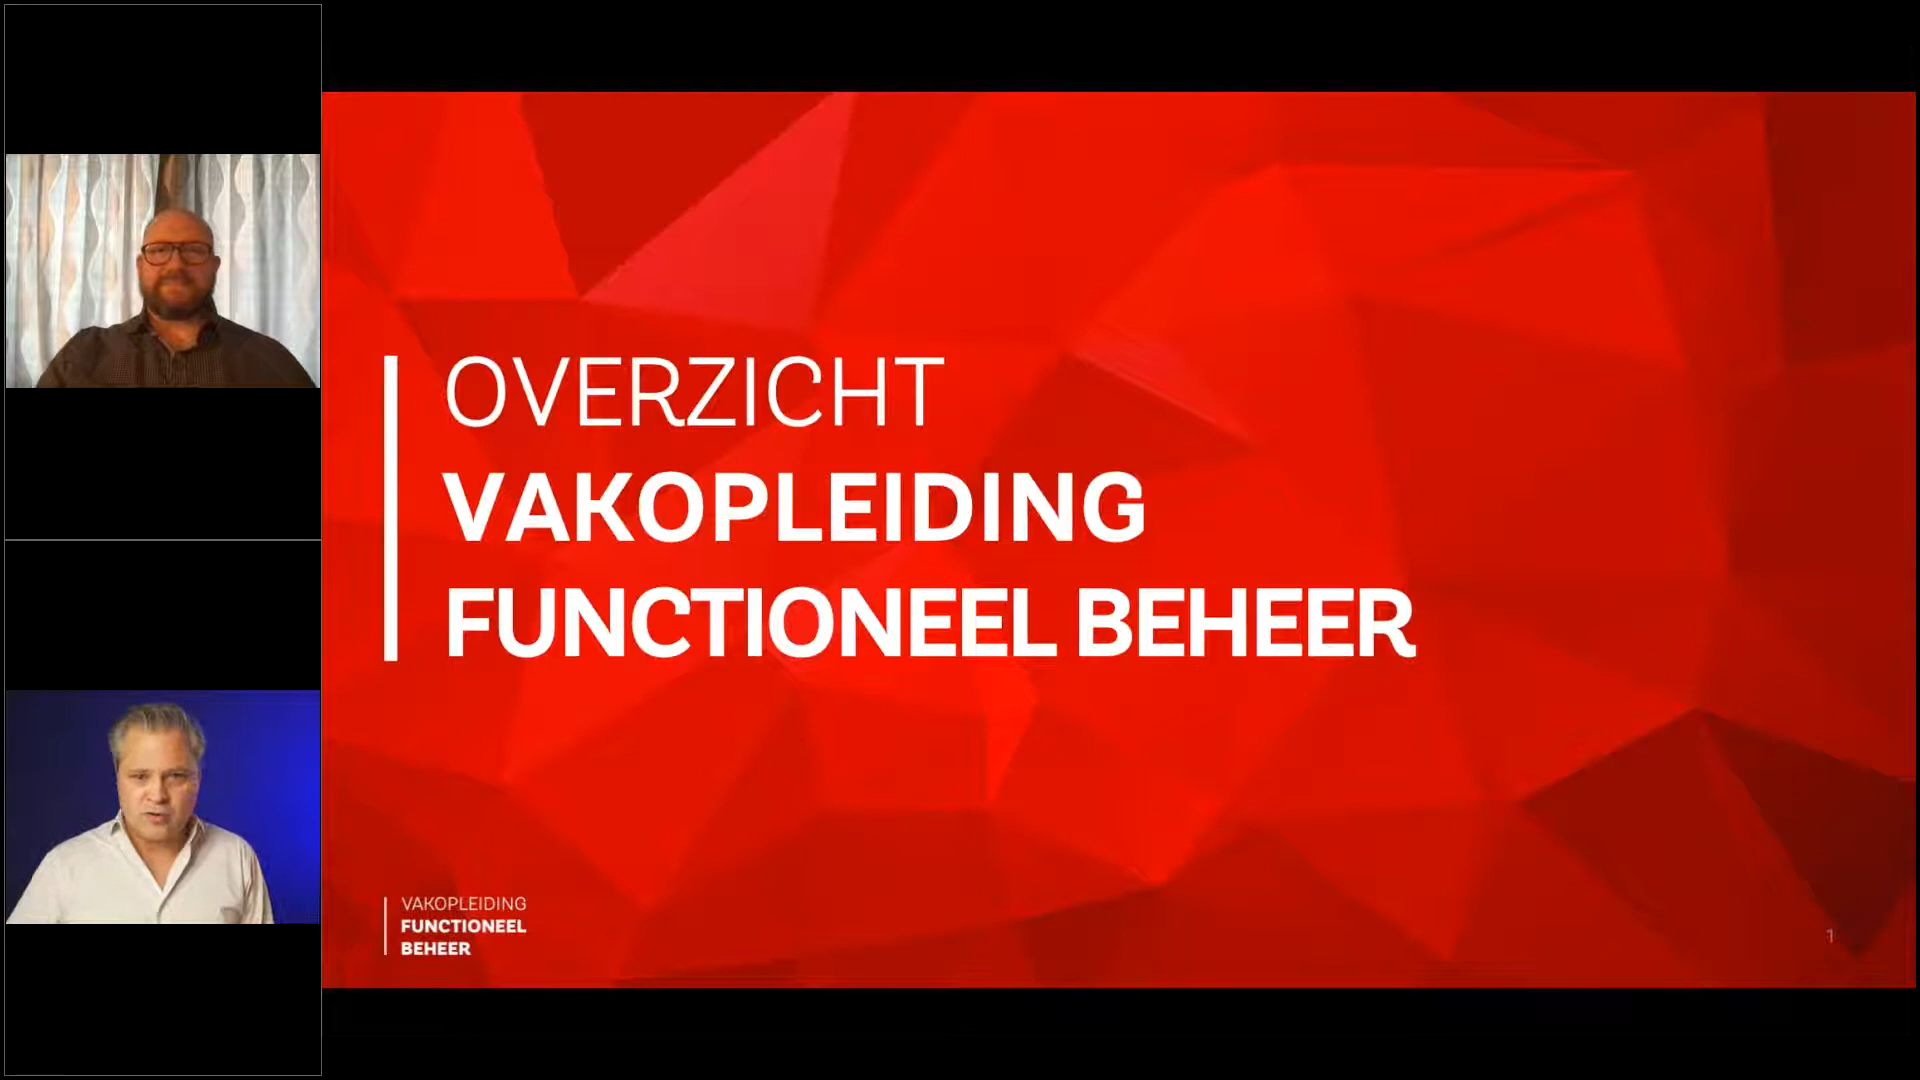 OVERZICHT
VAKOPLEIDING
FUNCTIONEEL BEHEER
VAKOPLEIDING
FUNCTIONEEL
BEHEER
1